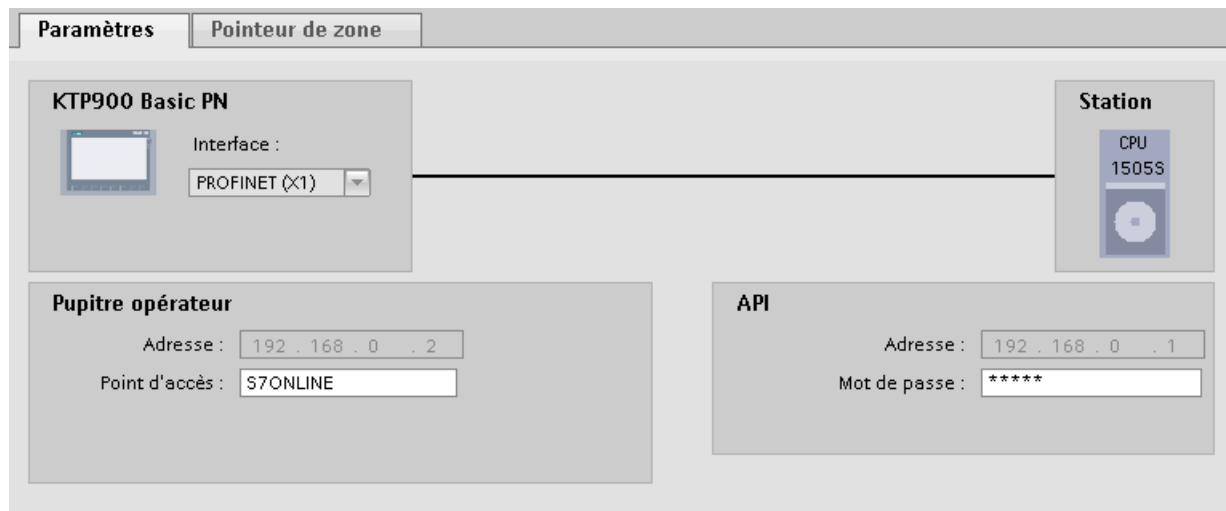 Paramètres
Pointeur de zone
KTP900 Basic PN
Interface :
PROFINET (X1)
Station
CPU
1505S
Pupitre opérateur
Adresse : 192 . 168 . 0 . 2
Point d'accès : S7ONLINE
API
Adresse : 192 . 168 . 0 . 1
Mot de passe : *****